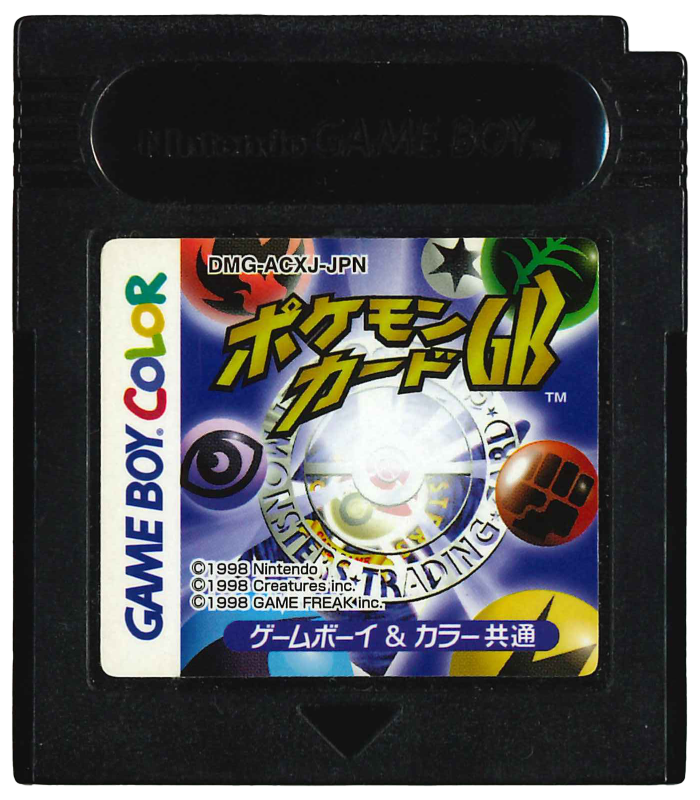 Nintendo GAME BOY TM
DMG-ACXJ-JPN
ポケモン
カードGB
TM
GAME BOY COLOR
MONSTERS★TRADING★CARD
©1998 Nintendo
©1998 Creatures inc.
©1998 GAME FREAK inc.
ゲームボーイ & カラー共通